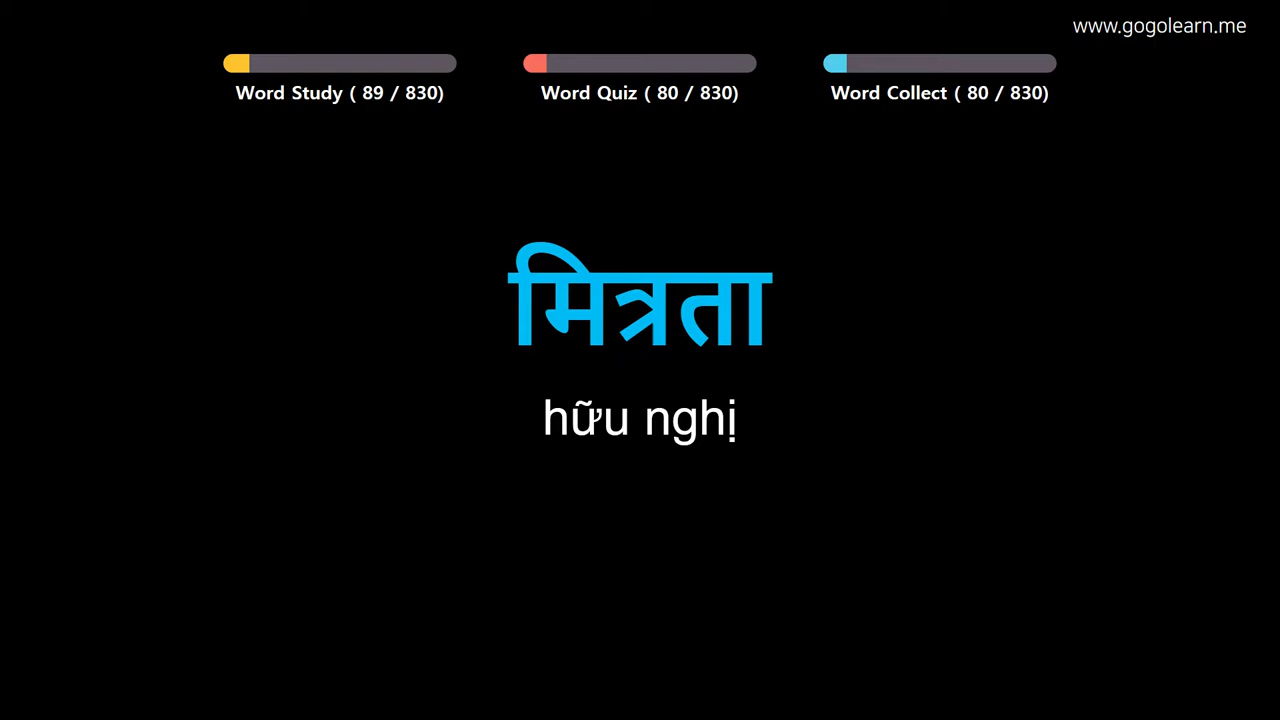 www.gogolearn.me
Word Study ( 89 / 830)
Word Quiz ( 80 / 830)
Word Collect ( 80 / 830)
मित्रता
hữu nghị